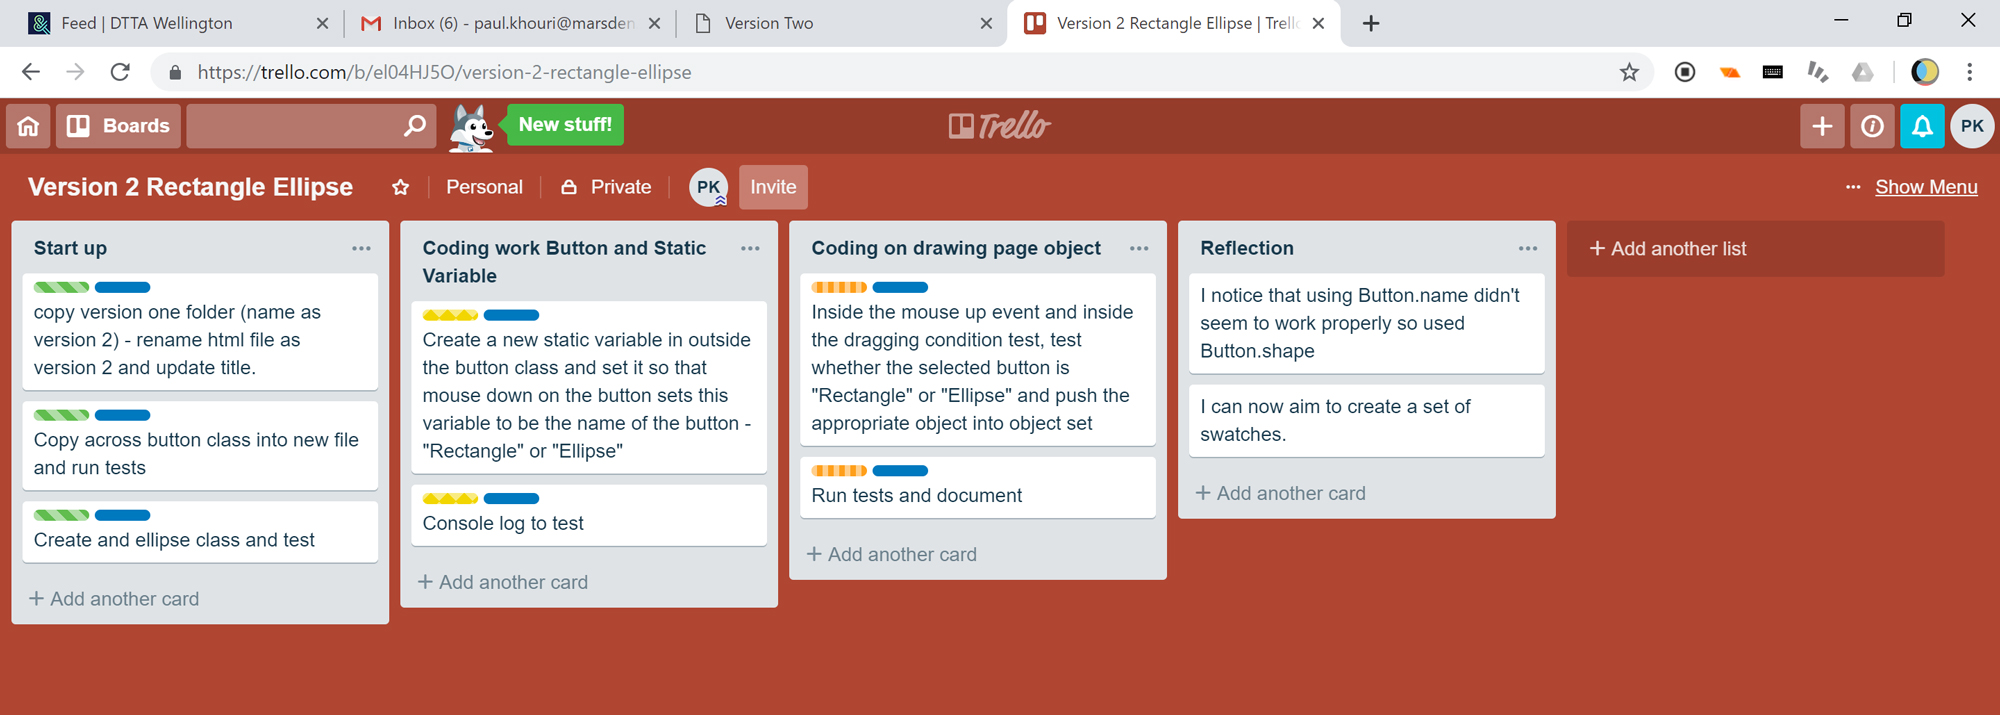 Feed | DTTA Wellington
Inbox (6) - paul.khouri@marsden
Version Two
Version 2 Rectangle Ellipse | Trello
https://trello.com/b/el04HJ5O/version-2-rectangle-ellipse
Boards
New stuff!
Trello
PK
Version 2 Rectangle Ellipse
Personal
Private
PK
Invite
Show Menu
Start up
copy version one folder (name as
version 2) - rename html file as
version 2 and update title.
Copy across button class into new file
and run tests
Create and ellipse class and test
+ Add another card
Coding work Button and Static
Variable
Create a new static variable in outside
the button class and set it so that
mouse down on the button sets this
variable to be the name of the button -
"Rectangle" or "Ellipse"
Console log to test
+ Add another card
Coding on drawing page object
Inside the mouse up event and inside
the dragging condition test, test
whether the selected button is
"Rectangle" or "Ellipse" and push the
appropriate object into object set
Run tests and document
+ Add another card
Reflection
I notice that using Button.name didn't
seem to work properly so used
Button.shape
I can now aim to create a set of
swatches.
+ Add another card
+ Add another list